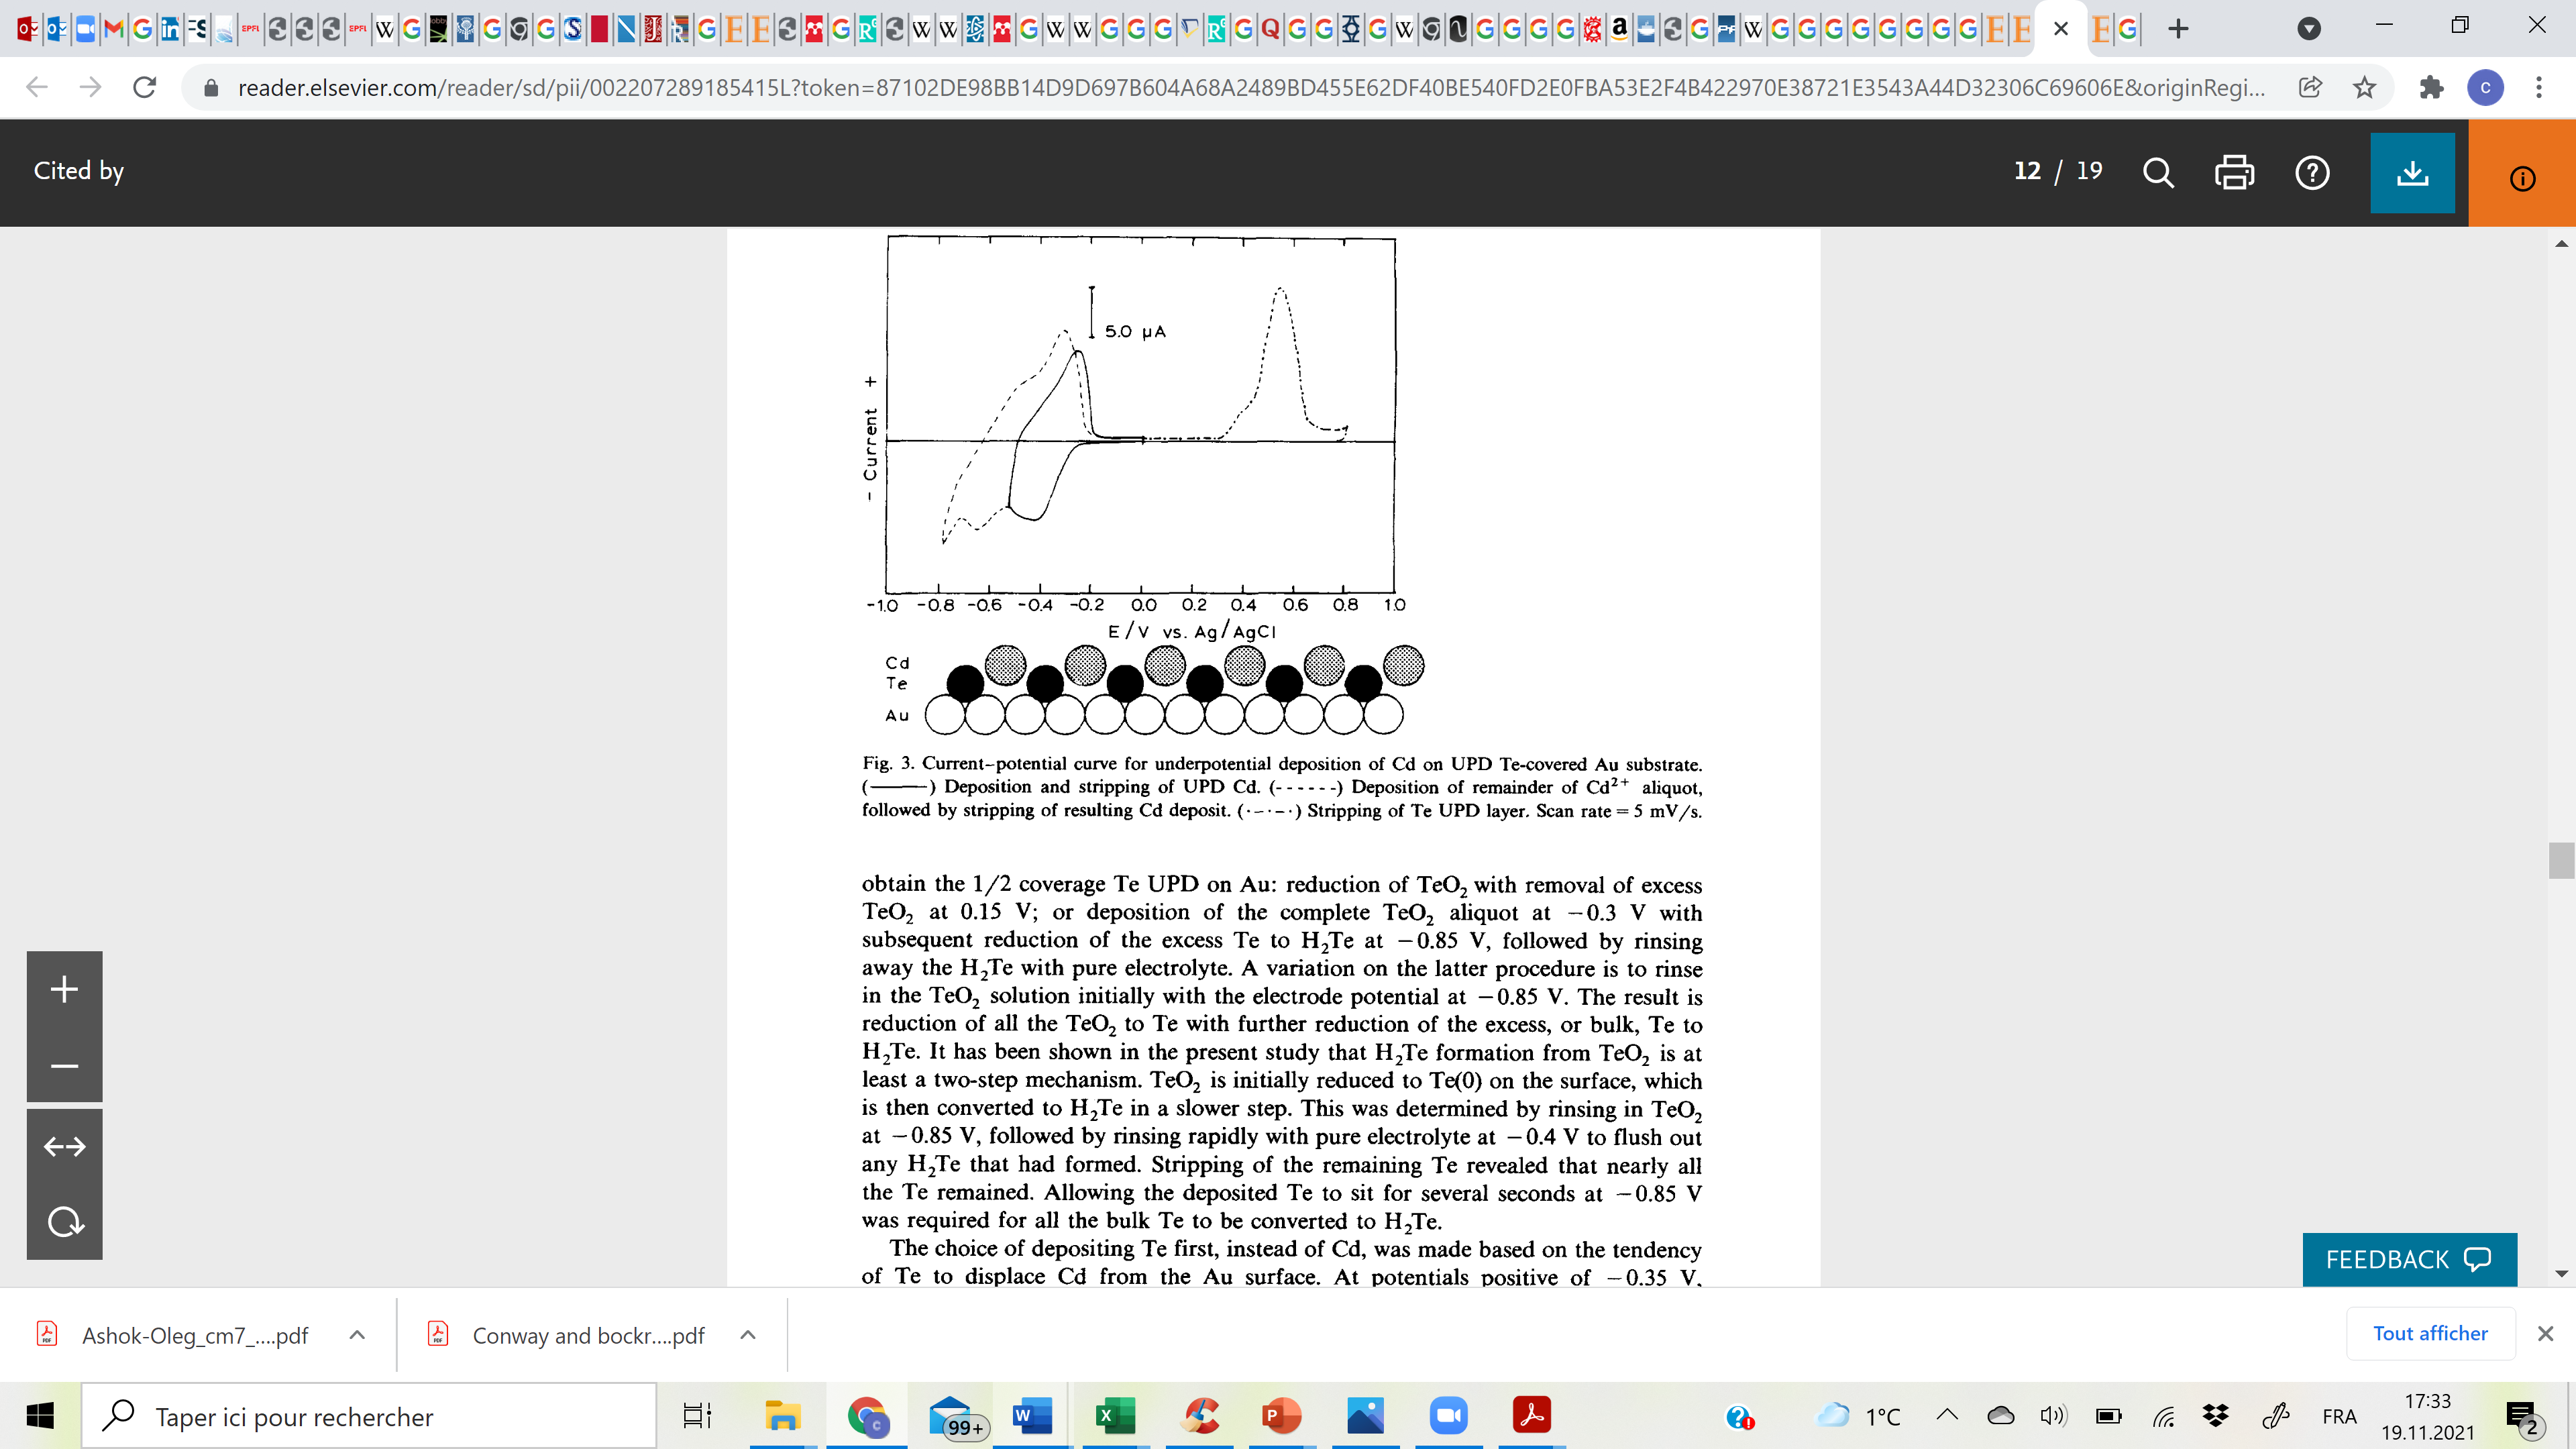 reader.elsevier.com/reader/sd/pii/002207289185415L?token=87102DE98BB14D9D697B604A68A2489BD455E62DF40BE540FD2E0FBA53E2F4B422970E38721E3543A44D32306C69606E&originRegi...
C
Cited by
12 / 19
5.0 μA
- Current +
-1.0 -0.8 -0.6 -0.4 -0.2 0.0 0.2 0.4 0.6 0.8 1.0
E/V vs. Ag/AgCl
Cd
Te
Au
Fig. 3. Current–potential curve for underpotential deposition of Cd on UPD Te-covered Au substrate.
(———) Deposition and stripping of UPD Cd. (- - - - - -) Deposition of remainder of Cd²⁺ aliquot,
followed by stripping of resulting Cd deposit. (·–·–·) Stripping of Te UPD layer. Scan rate = 5 mV/s.
obtain the 1/2 coverage Te UPD on Au: reduction of TeO₂ with removal of excess
TeO₂ at 0.15 V; or deposition of the complete TeO₂ aliquot at −0.3 V with
subsequent reduction of the excess Te to H₂Te at −0.85 V, followed by rinsing
away the H₂Te with pure electrolyte. A variation on the latter procedure is to rinse
in the TeO₂ solution initially with the electrode potential at −0.85 V. The result is
reduction of all the TeO₂ to Te with further reduction of the excess, or bulk, Te to
H₂Te. It has been shown in the present study that H₂Te formation from TeO₂ is at
least a two-step mechanism. TeO₂ is initially reduced to Te(0) on the surface, which
is then converted to H₂Te in a slower step. This was determined by rinsing in TeO₂
at −0.85 V, followed by rinsing rapidly with pure electrolyte at −0.4 V to flush out
any H₂Te that had formed. Stripping of the remaining Te revealed that nearly all
the Te remained. Allowing the deposited Te to sit for several seconds at −0.85 V
was required for all the bulk Te to be converted to H₂Te.
The choice of depositing Te first, instead of Cd, was made based on the tendency
of Te to displace Cd from the Au surface. At potentials positive of −0.35 V,
FEEDBACK
Ashok-Oleg_cm7_....pdf
Conway and bockr....pdf
Tout afficher
Taper ici pour rechercher
99+
1°C
FRA
17:33
19.11.2021
2